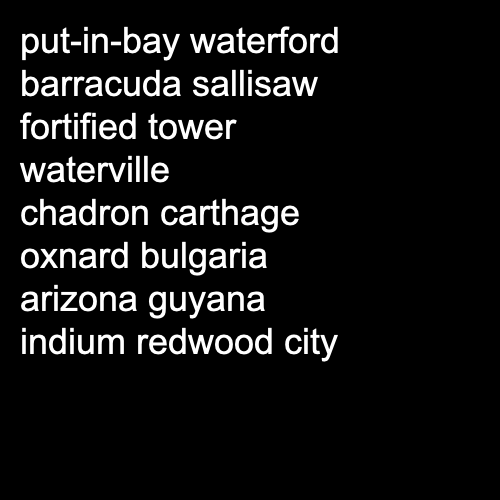 put-in-bay waterford
barracuda sallisaw
fortified tower
waterville
chadron carthage
oxnard bulgaria
arizona guyana
indium redwood city